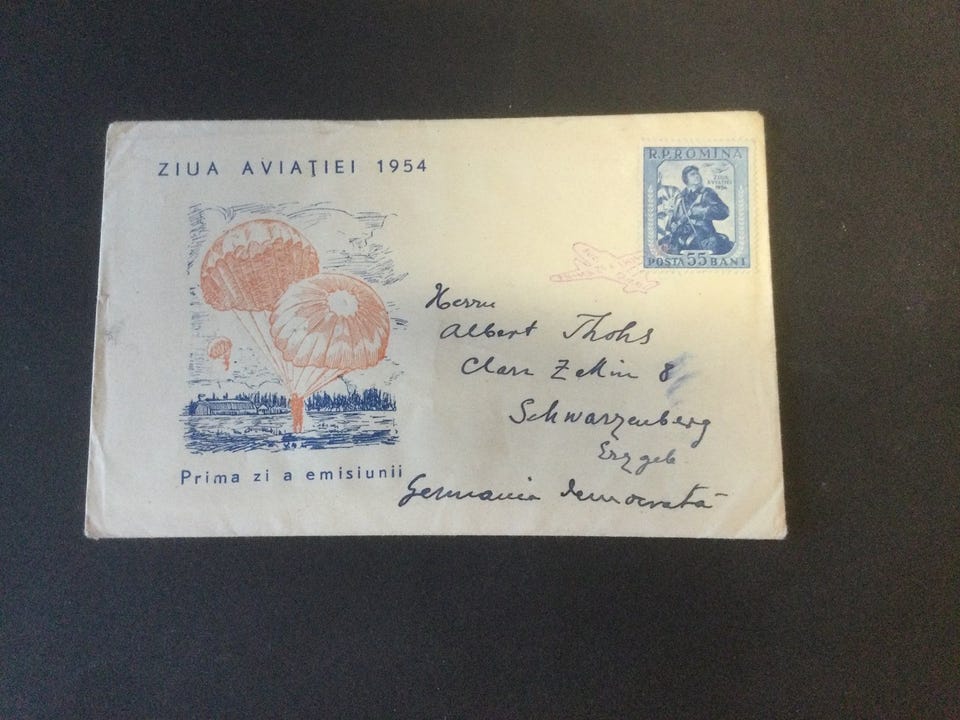 ZIUA AVIAŢIEI 1954
R.P.ROMINA
ZIUA
AVIATIEI
1954
POSTA 55 BANI
Herrn
Albert Thohs
Clara Zetkin 8
Schwarzenberg
Erzgeb.
Germania democrată
Prima zi a emisiunii